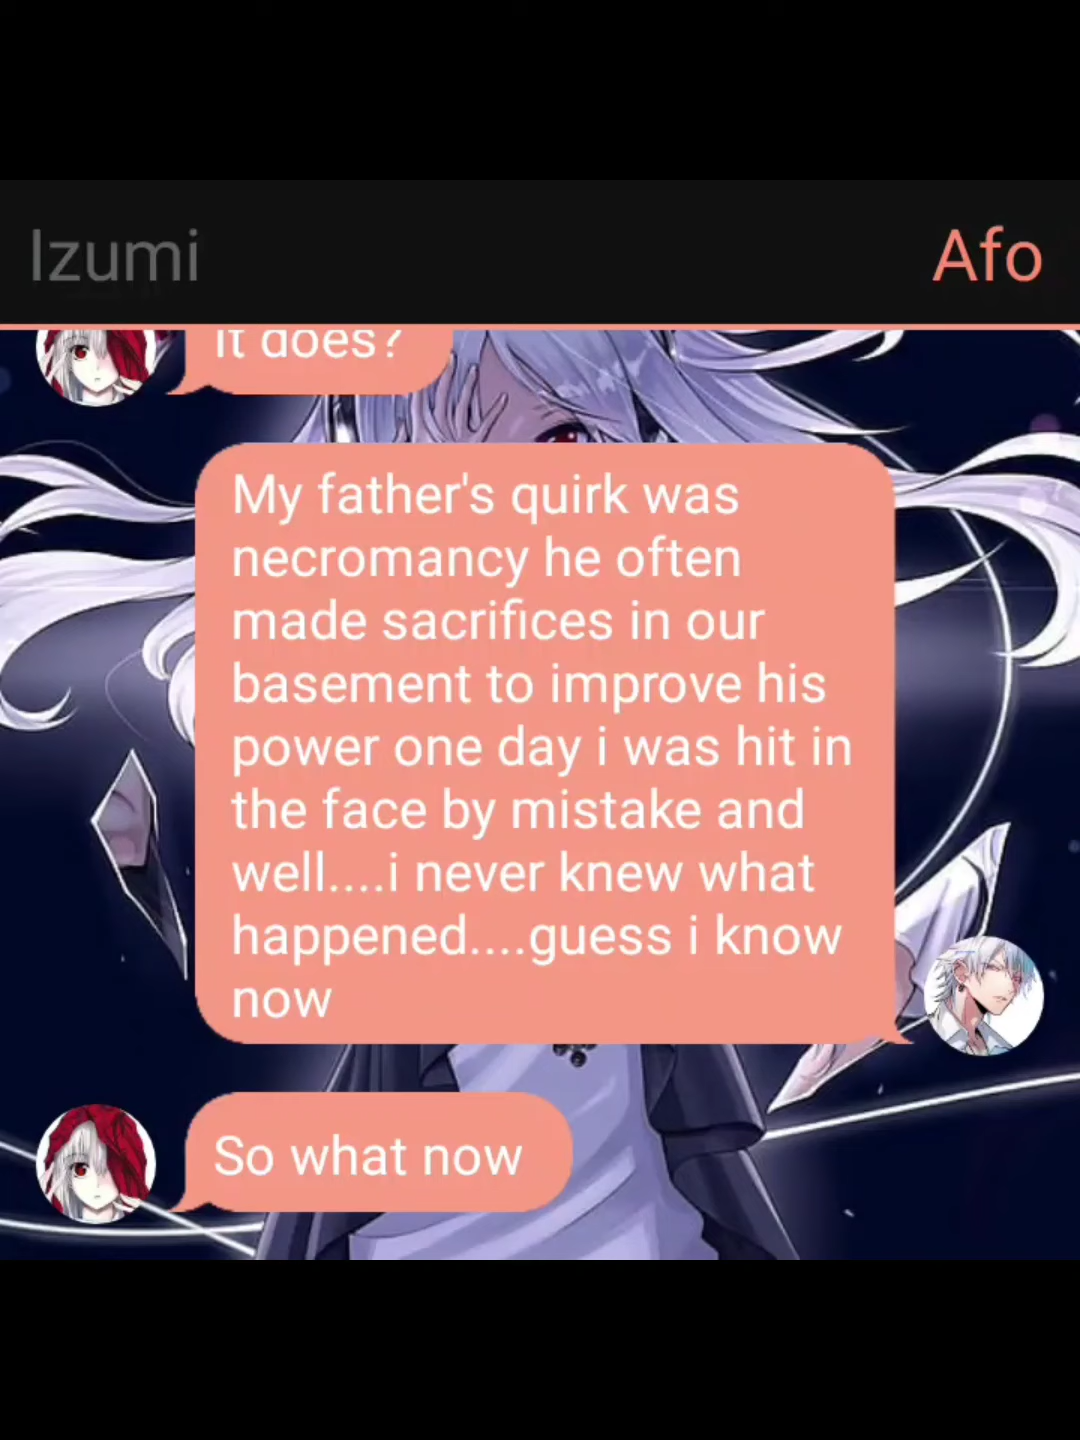 Izumi
Afo
It does?
My father's quirk was
necromancy he often
made sacrifices in our
basement to improve his
power one day i was hit in
the face by mistake and
well....i never knew what
happened....guess i know
now
So what now